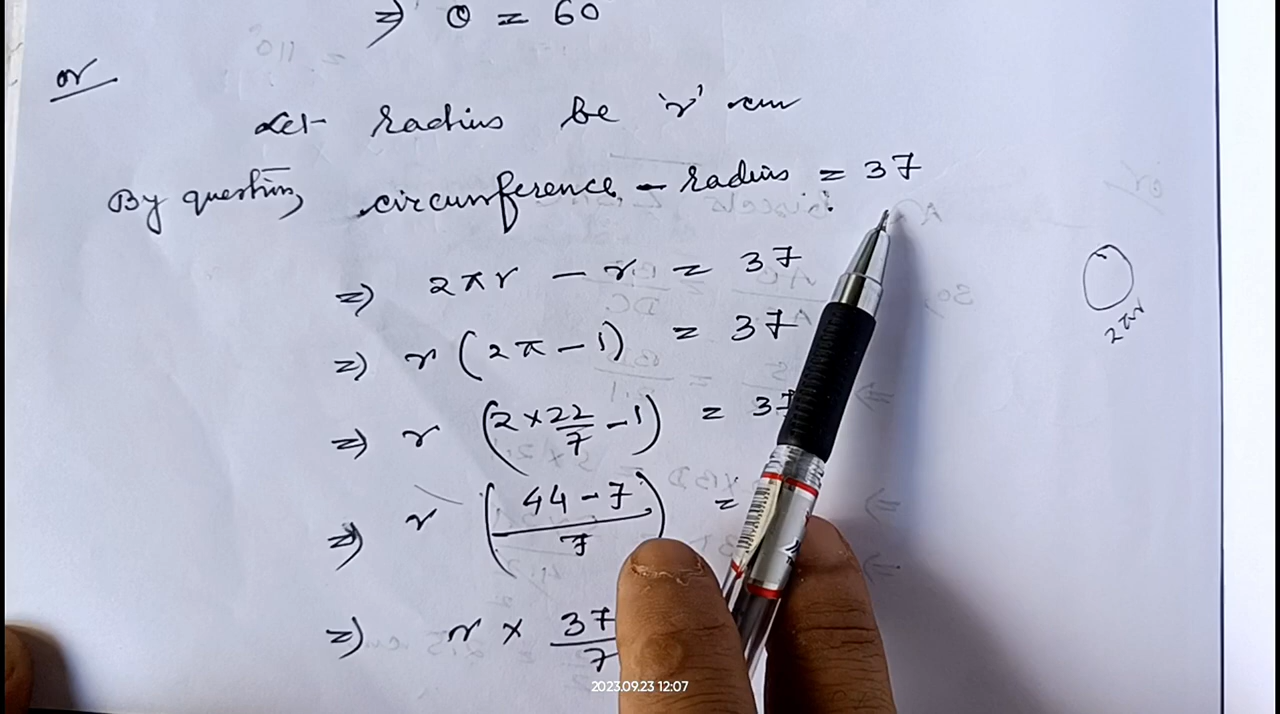 ⇒ θ = 60
or
Let radius be 'r' cm
By question, circumference - radius = 37
⇒ 2πr - r = 37
⇒ r (2π - 1) = 37
⇒ r (2 × 22/7 - 1) = 37
⇒ r (44 - 7 / 7) =
⇒ r × 37/7
2πr
2023.09.23 12:07